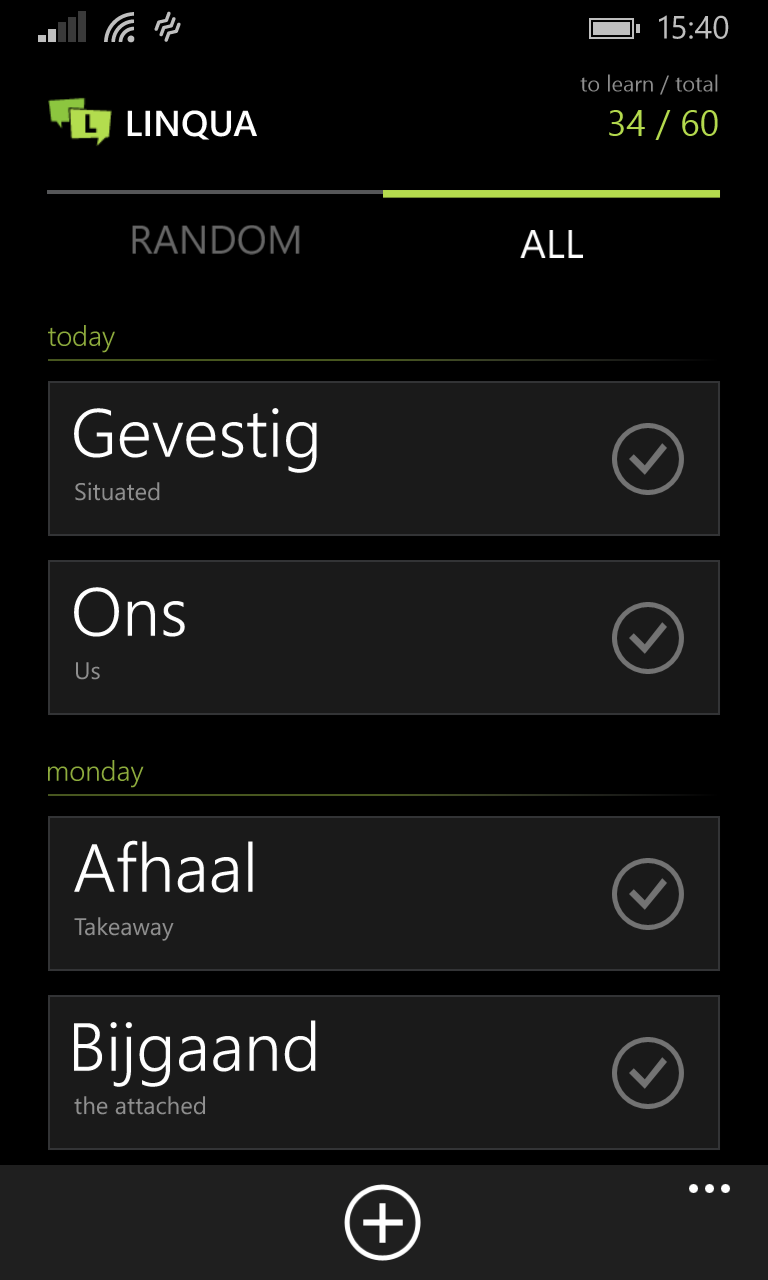 15:40
to learn / total
L LINQUA
34 / 60
RANDOM
ALL
today
Gevestig
Situated
Ons
Us
monday
Afhaal
Takeaway
Bijgaand
the attached